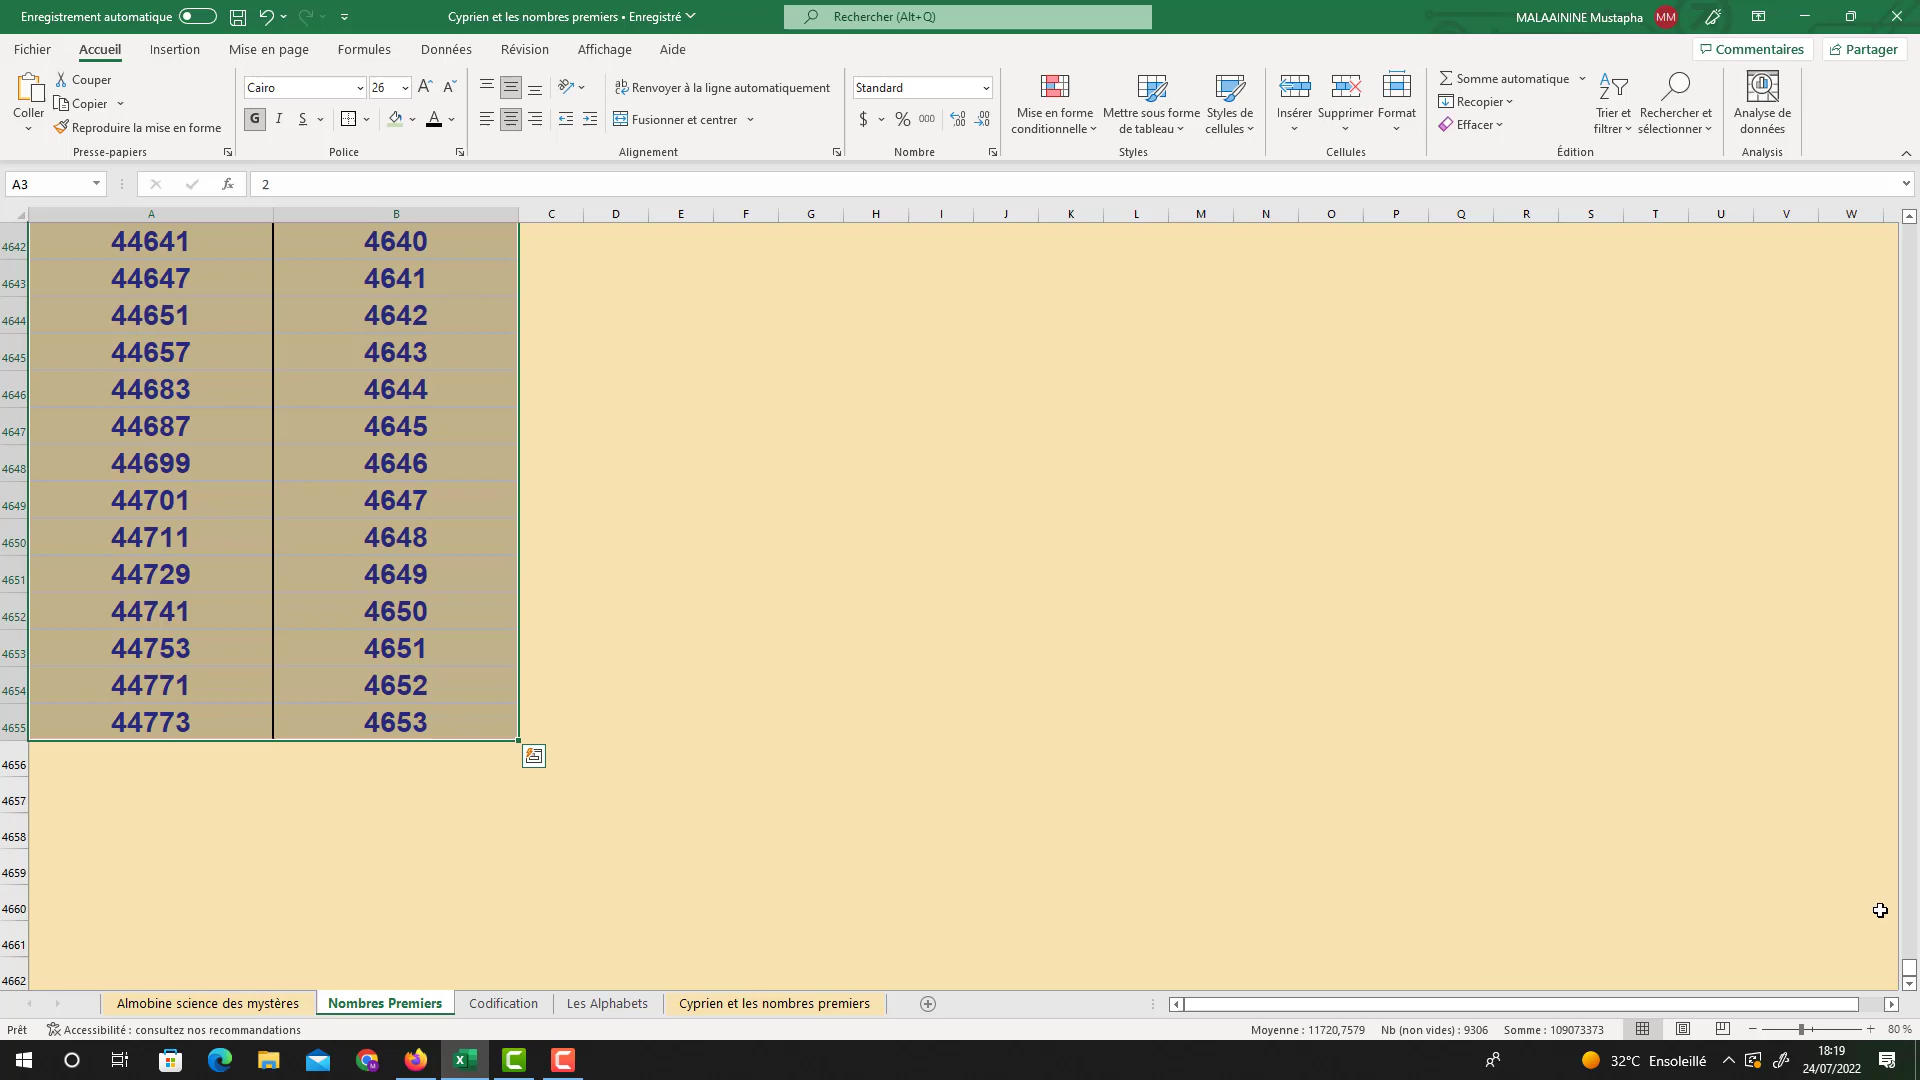 Enregistrement automatique
Cyprien et les nombres premiers • Enregistré
Rechercher (Alt+Q)
MALAAININE Mustapha
MM
Fichier Accueil Insertion Mise en page Formules Données Révision Affichage Aide
Commentaires Partager
Coller
Couper
Copier
Reproduire la mise en forme
Presse-papiers
Cairo 26
G I S
Police
Renvoyer à la ligne automatiquement
Fusionner et centrer
Alignement
Standard
$ % 000
Nombre
Mise en forme conditionnelle
Mettre sous forme de tableau
Styles de cellules
Styles
Insérer Supprimer Format
Cellules
Somme automatique
Recopier
Effacer
Trier et filtrer
Rechercher et sélectionner
Édition
Analyse de données
Analysis
A3 fx 2
A B C D E F G H I J K L M N O P Q R S T U V W
4642 44641 4640
4643 44647 4641
4644 44651 4642
4645 44657 4643
4646 44683 4644
4647 44687 4645
4648 44699 4646
4649 44701 4647
4650 44711 4648
4651 44729 4649
4652 44741 4650
4653 44753 4651
4654 44771 4652
4655 44773 4653
4656
4657
4658
4659
4660
4661
4662
Almobine science des mystères Nombres Premiers Codification Les Alphabets Cyprien et les nombres premiers
Prêt Accessibilité : consultez nos recommandations Moyenne : 11720,7579 Nb (non vides) : 9306 Somme : 109073373 80 %
32°C Ensoleillé
18:19
24/07/2022